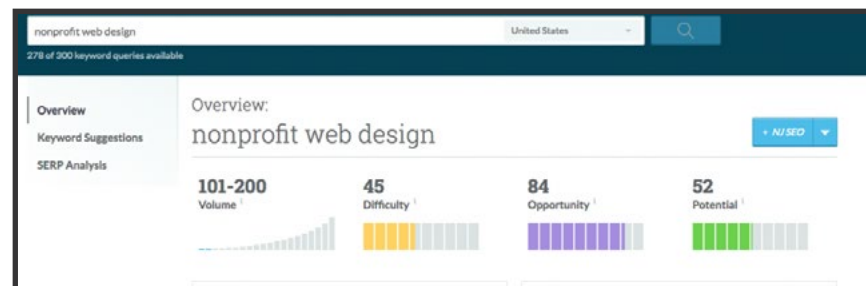 nonprofit web design
United States
278 of 300 keyword queries available
Overview
Keyword Suggestions
SERP Analysis
Overview:
nonprofit web design
+ NJ SEO
101-200
Volume
45
Difficulty
84
Opportunity
52
Potential